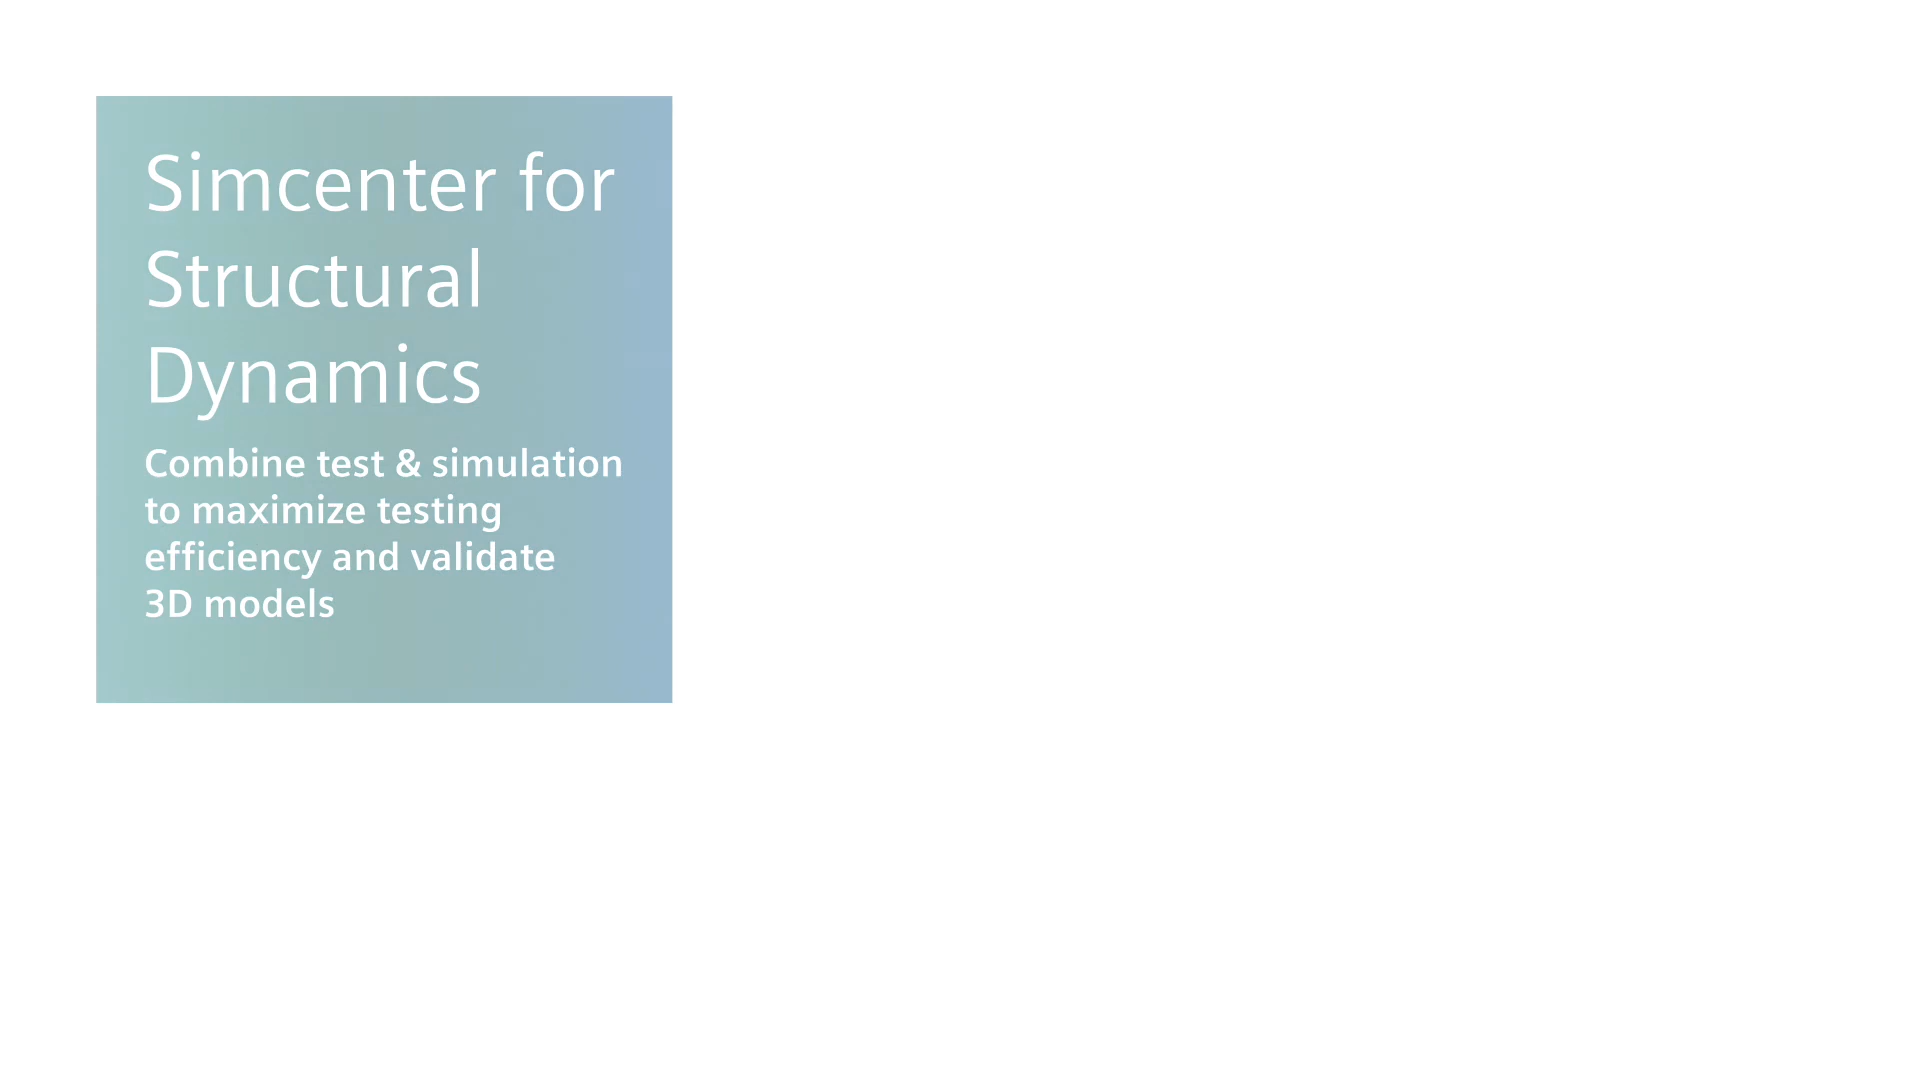 Simcenter for
Structural
Dynamics
Combine test & simulation
to maximize testing
efficiency and validate
3D models